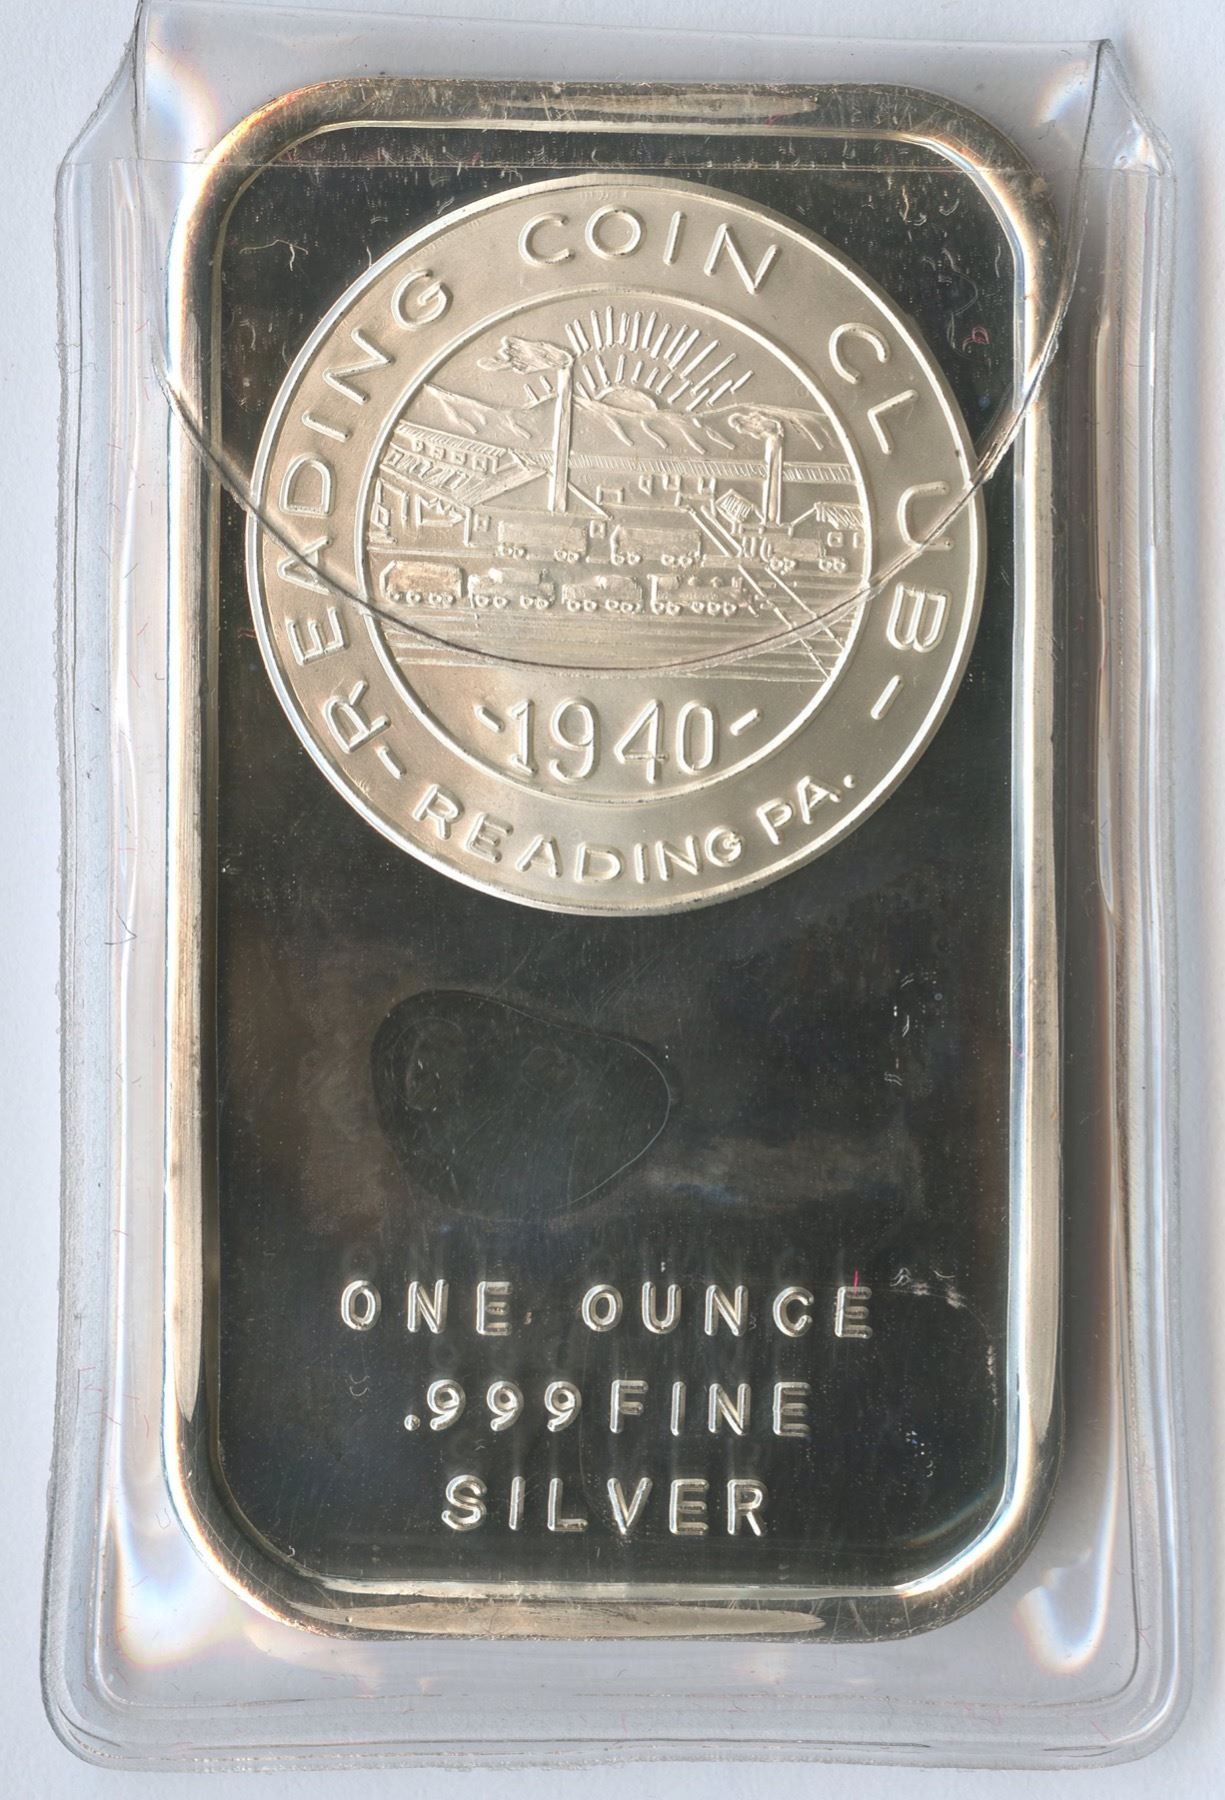 -READING COIN CLUB-
-1940-
READING PA.
ONE OUNCE
.999 FINE
SILVER